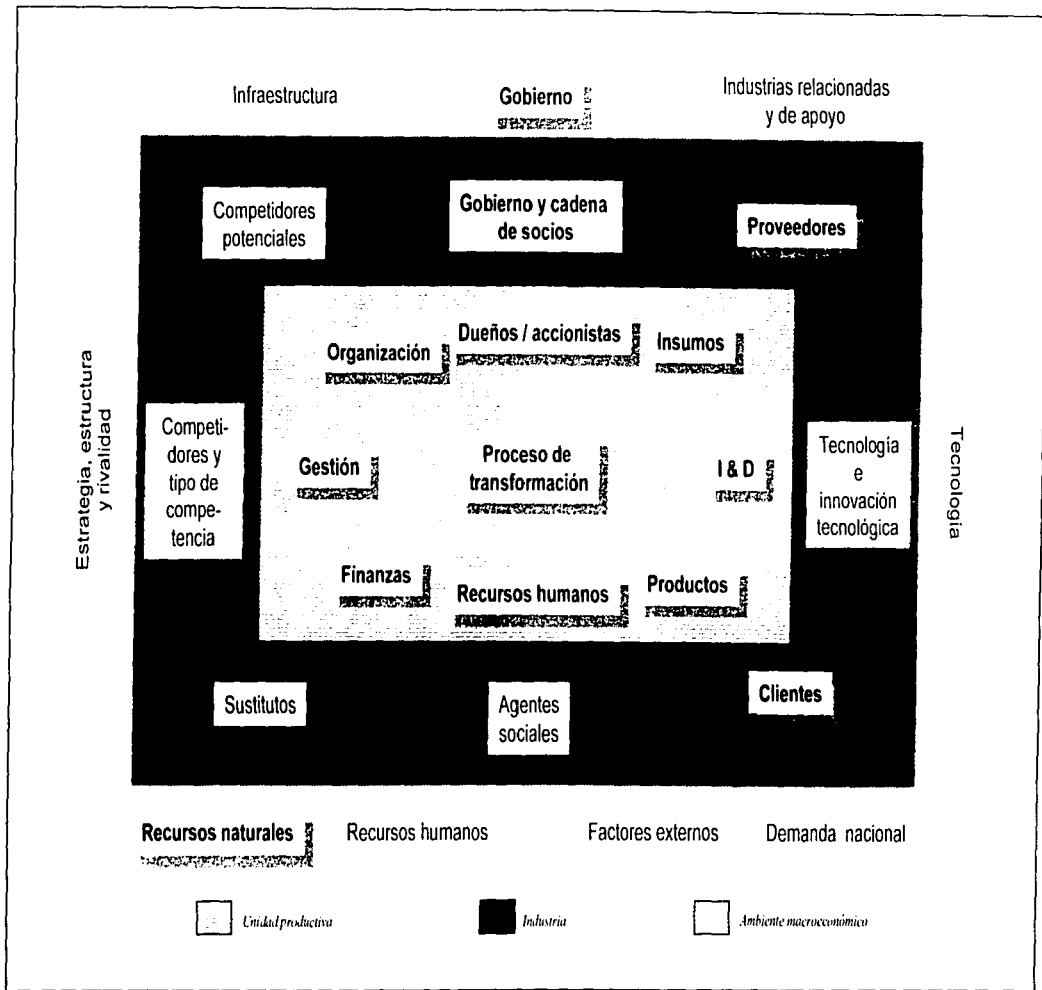 Infraestructura
Gobierno
Industrias relacionadas
y de apoyo
Competidores
potenciales
Gobierno y cadena
de socios
Proveedores
Organización
Dueños / accionistas
Insumos
Estrategia, estructura
y rivalidad
Competi-
dores y
tipo de
compe-
tencia
Gestión
Proceso de
transformación
I & D
Tecnología
e
innovación
tecnológica
Tecnología
Finanzas
Recursos humanos
Productos
Sustitutos
Agentes
sociales
Clientes
Recursos naturales
Recursos humanos
Factores externos
Demanda nacional
Unidad productiva
Industria
Ambiente macroeconómico